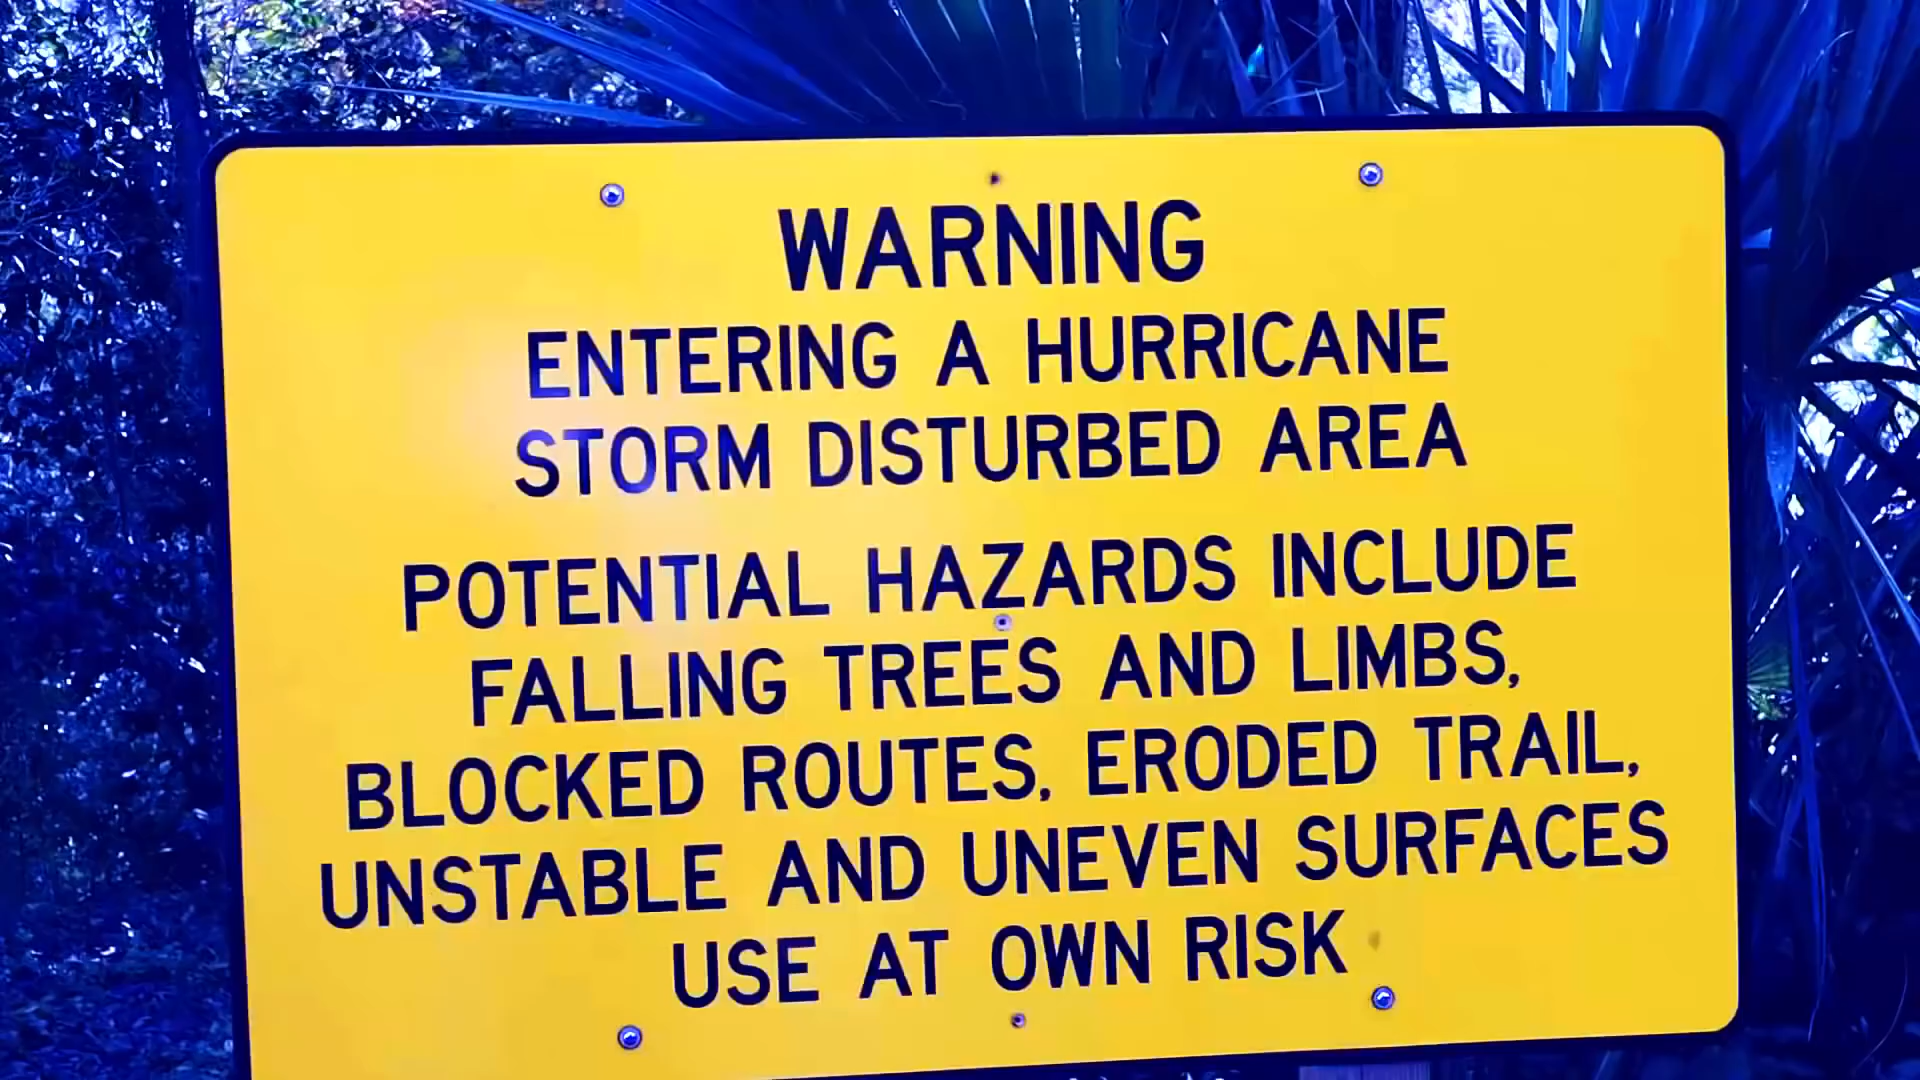 WARNING
ENTERING A HURRICANE
STORM DISTURBED AREA
POTENTIAL HAZARDS INCLUDE
FALLING TREES AND LIMBS,
BLOCKED ROUTES, ERODED TRAIL,
UNSTABLE AND UNEVEN SURFACES
USE AT OWN RISK